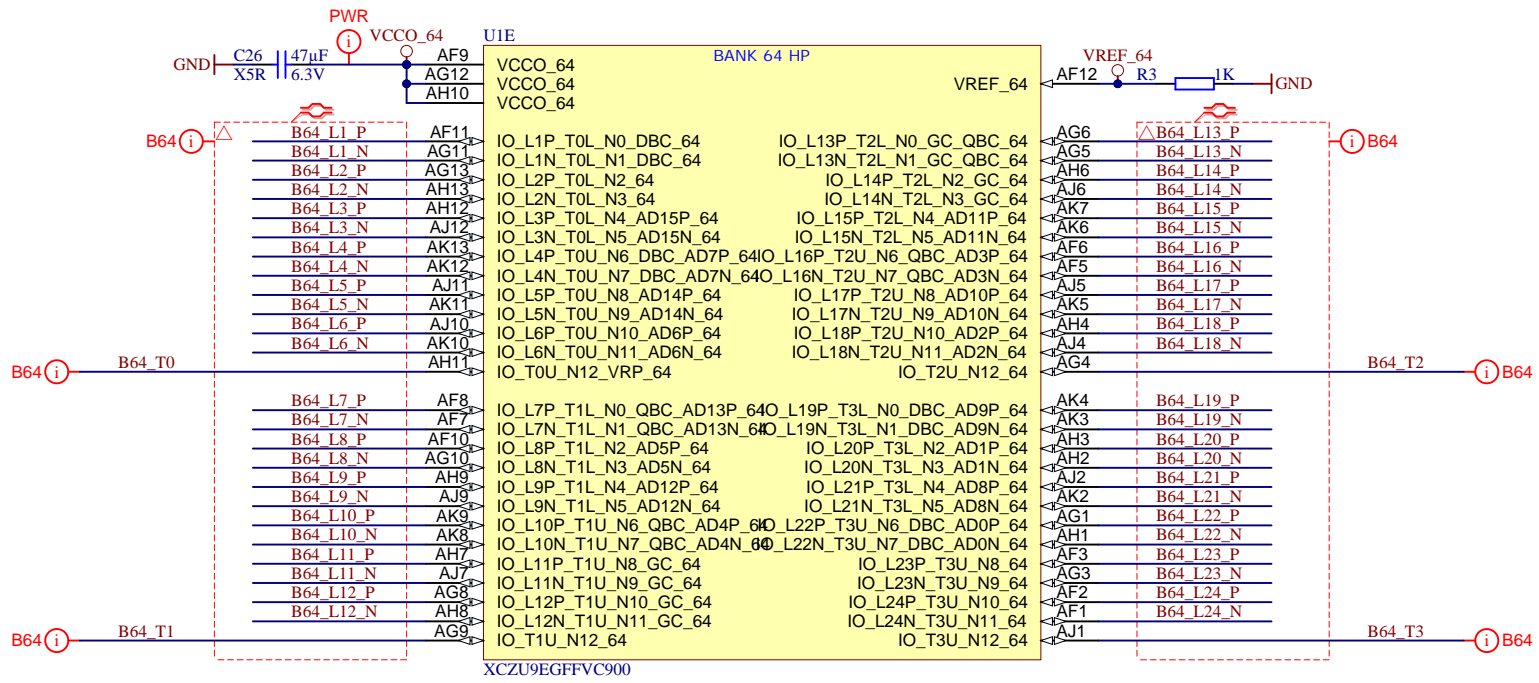 PWR
VCCO_64
U1E
BANK 64 HP
VREF_64
GND
C26 47µF
X5R 6.3V
AF9 VCCO_64
AG12 VCCO_64
AH10 VCCO_64
VREF_64 AF12 R3 1K GND
B64 i
i B64
B64_L1_P AF11 IO_L1P_T0L_N0_DBC_64 IO_L13P_T2L_N0_GC_QBC_64 AG6 B64_L13_P
B64_L1_N AG11 IO_L1N_T0L_N1_DBC_64 IO_L13N_T2L_N1_GC_QBC_64 AG5 B64_L13_N
B64_L2_P AG13 IO_L2P_T0L_N2_64 IO_L14P_T2L_N2_GC_64 AH6 B64_L14_P
B64_L2_N AH13 IO_L2N_T0L_N3_64 IO_L14N_T2L_N3_GC_64 AJ6 B64_L14_N
B64_L3_P AH12 IO_L3P_T0L_N4_AD15P_64 IO_L15P_T2L_N4_AD11P_64 AK7 B64_L15_P
B64_L3_N AJ12 IO_L3N_T0L_N5_AD15N_64 IO_L15N_T2L_N5_AD11N_64 AK6 B64_L15_N
B64_L4_P AK13 IO_L4P_T0U_N6_DBC_AD7P_64 IO_L16P_T2U_N6_QBC_AD3P_64 AF6 B64_L16_P
B64_L4_N AK12 IO_L4N_T0U_N7_DBC_AD7N_64 IO_L16N_T2U_N7_QBC_AD3N_64 AF5 B64_L16_N
B64_L5_P AJ11 IO_L5P_T0U_N8_AD14P_64 IO_L17P_T2U_N8_AD10P_64 AJ5 B64_L17_P
B64_L5_N AK11 IO_L5N_T0U_N9_AD14N_64 IO_L17N_T2U_N9_AD10N_64 AK5 B64_L17_N
B64_L6_P AJ10 IO_L6P_T0U_N10_AD6P_64 IO_L18P_T2U_N10_AD2P_64 AH4 B64_L18_P
B64_L6_N AK10 IO_L6N_T0U_N11_AD6N_64 IO_L18N_T2U_N11_AD2N_64 AJ4 B64_L18_N
B64 i B64_T0 AH11 IO_T0U_N12_VRP_64 IO_T2U_N12_64 AG4 B64_T2 i B64
B64_L7_P AF8 IO_L7P_T1L_N0_QBC_AD13P_64 IO_L19P_T3L_N0_DBC_AD9P_64 AK4 B64_L19_P
B64_L7_N AF7 IO_L7N_T1L_N1_QBC_AD13N_64 IO_L19N_T3L_N1_DBC_AD9N_64 AK3 B64_L19_N
B64_L8_P AF10 IO_L8P_T1L_N2_AD5P_64 IO_L20P_T3L_N2_AD1P_64 AH3 B64_L20_P
B64_L8_N AG10 IO_L8N_T1L_N3_AD5N_64 IO_L20N_T3L_N3_AD1N_64 AH2 B64_L20_N
B64_L9_P AH9 IO_L9P_T1L_N4_AD12P_64 IO_L21P_T3L_N4_AD8P_64 AJ2 B64_L21_P
B64_L9_N AJ9 IO_L9N_T1L_N5_AD12N_64 IO_L21N_T3L_N5_AD8N_64 AK2 B64_L21_N
B64_L10_P AK9 IO_L10P_T1U_N6_QBC_AD4P_64 IO_L22P_T3U_N6_DBC_AD0P_64 AG1 B64_L22_P
B64_L10_N AK8 IO_L10N_T1U_N7_QBC_AD4N_64 IO_L22N_T3U_N7_DBC_AD0N_64 AH1 B64_L22_N
B64_L11_P AH7 IO_L11P_T1U_N8_GC_64 IO_L23P_T3U_N8_64 AF3 B64_L23_P
B64_L11_N AJ7 IO_L11N_T1U_N9_GC_64 IO_L23N_T3U_N9_64 AG3 B64_L23_N
B64_L12_P AG8 IO_L12P_T1U_N10_GC_64 IO_L24P_T3U_N10_64 AF2 B64_L24_P
B64_L12_N AH8 IO_L12N_T1U_N11_GC_64 IO_L24N_T3U_N11_64 AF1 B64_L24_N
B64 i B64_T1 AG9 IO_T1U_N12_64 IO_T3U_N12_64 AJ1 B64_T3 i B64
XCZU9EGFFVC900